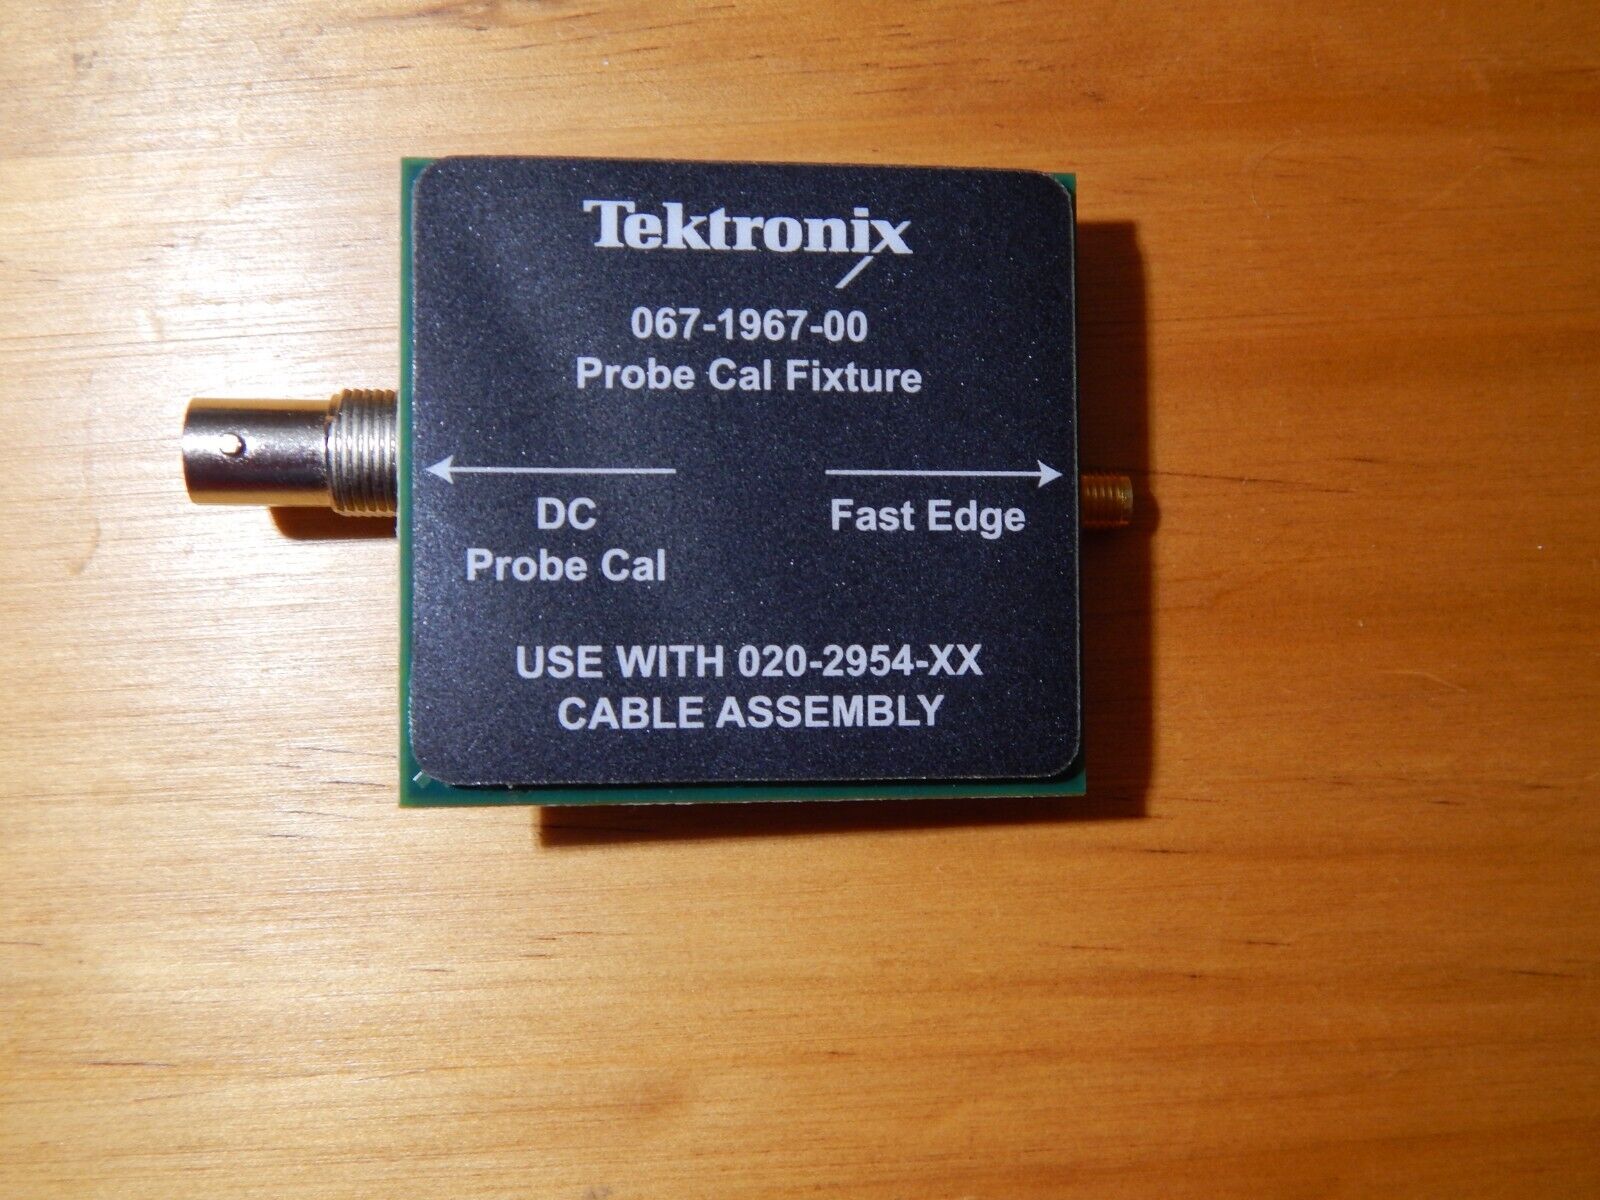 Tektronix
067-1967-00
Probe Cal Fixture
DC
Probe Cal
Fast Edge
USE WITH 020-2954-XX
CABLE ASSEMBLY